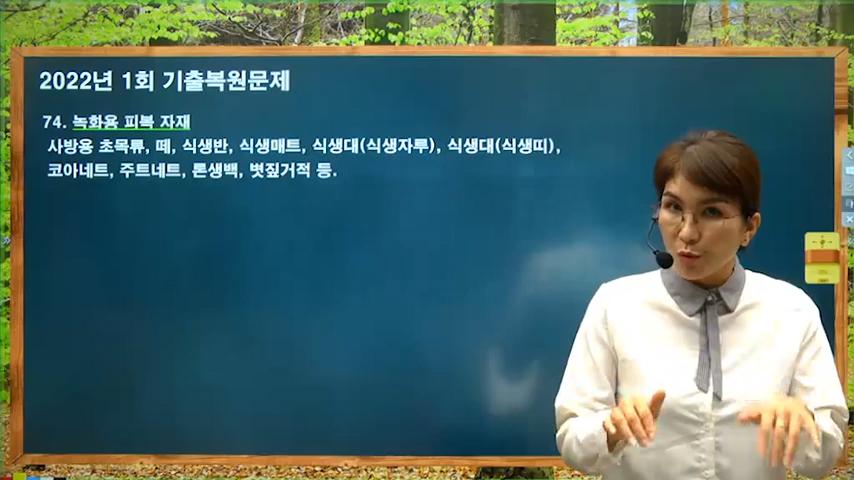 2022년 1회 기출복원문제
74. 녹화용 피복 자재
사방용 초목류, 떼, 식생반, 식생매트, 식생대(식생자루), 식생대(식생띠),
코아네트, 주트네트, 론생백, 볏짚거적 등.